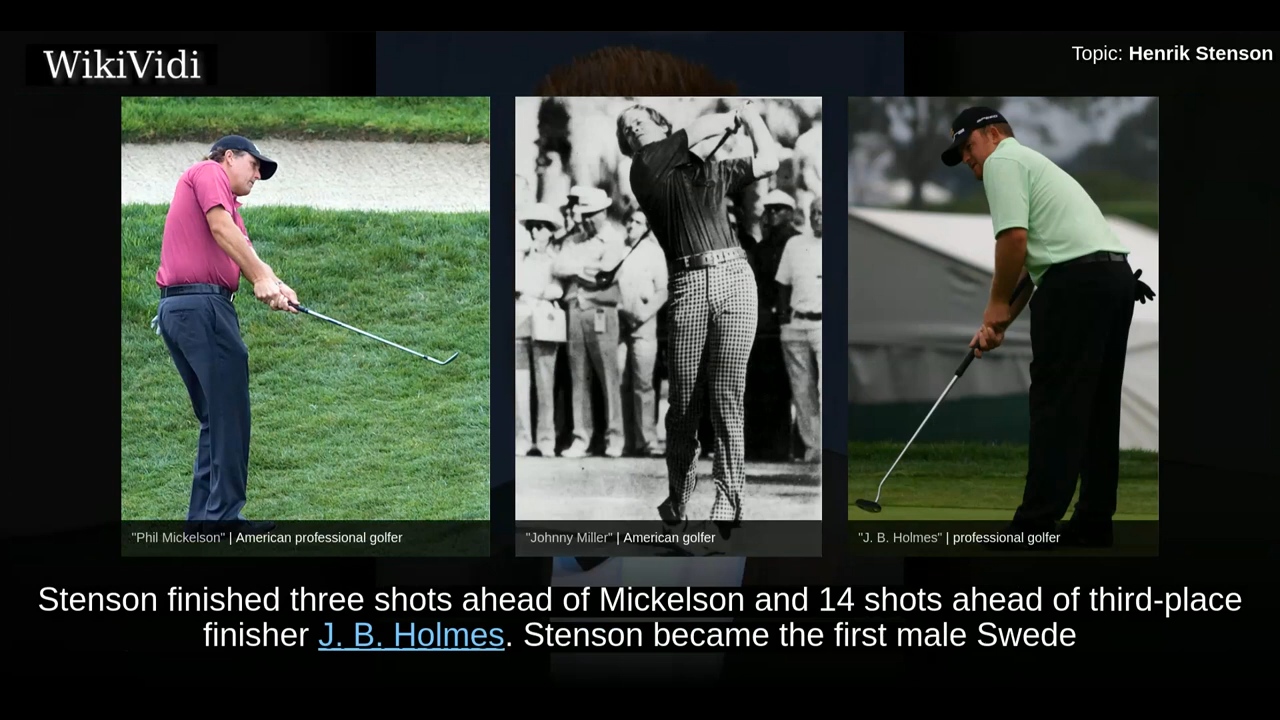 WikiVidi
Topic: Henrik Stenson
"Phil Mickelson" | American professional golfer
"Johnny Miller" | American golfer
"J. B. Holmes" | professional golfer
Stenson finished three shots ahead of Mickelson and 14 shots ahead of third-place
finisher J. B. Holmes. Stenson became the first male Swede